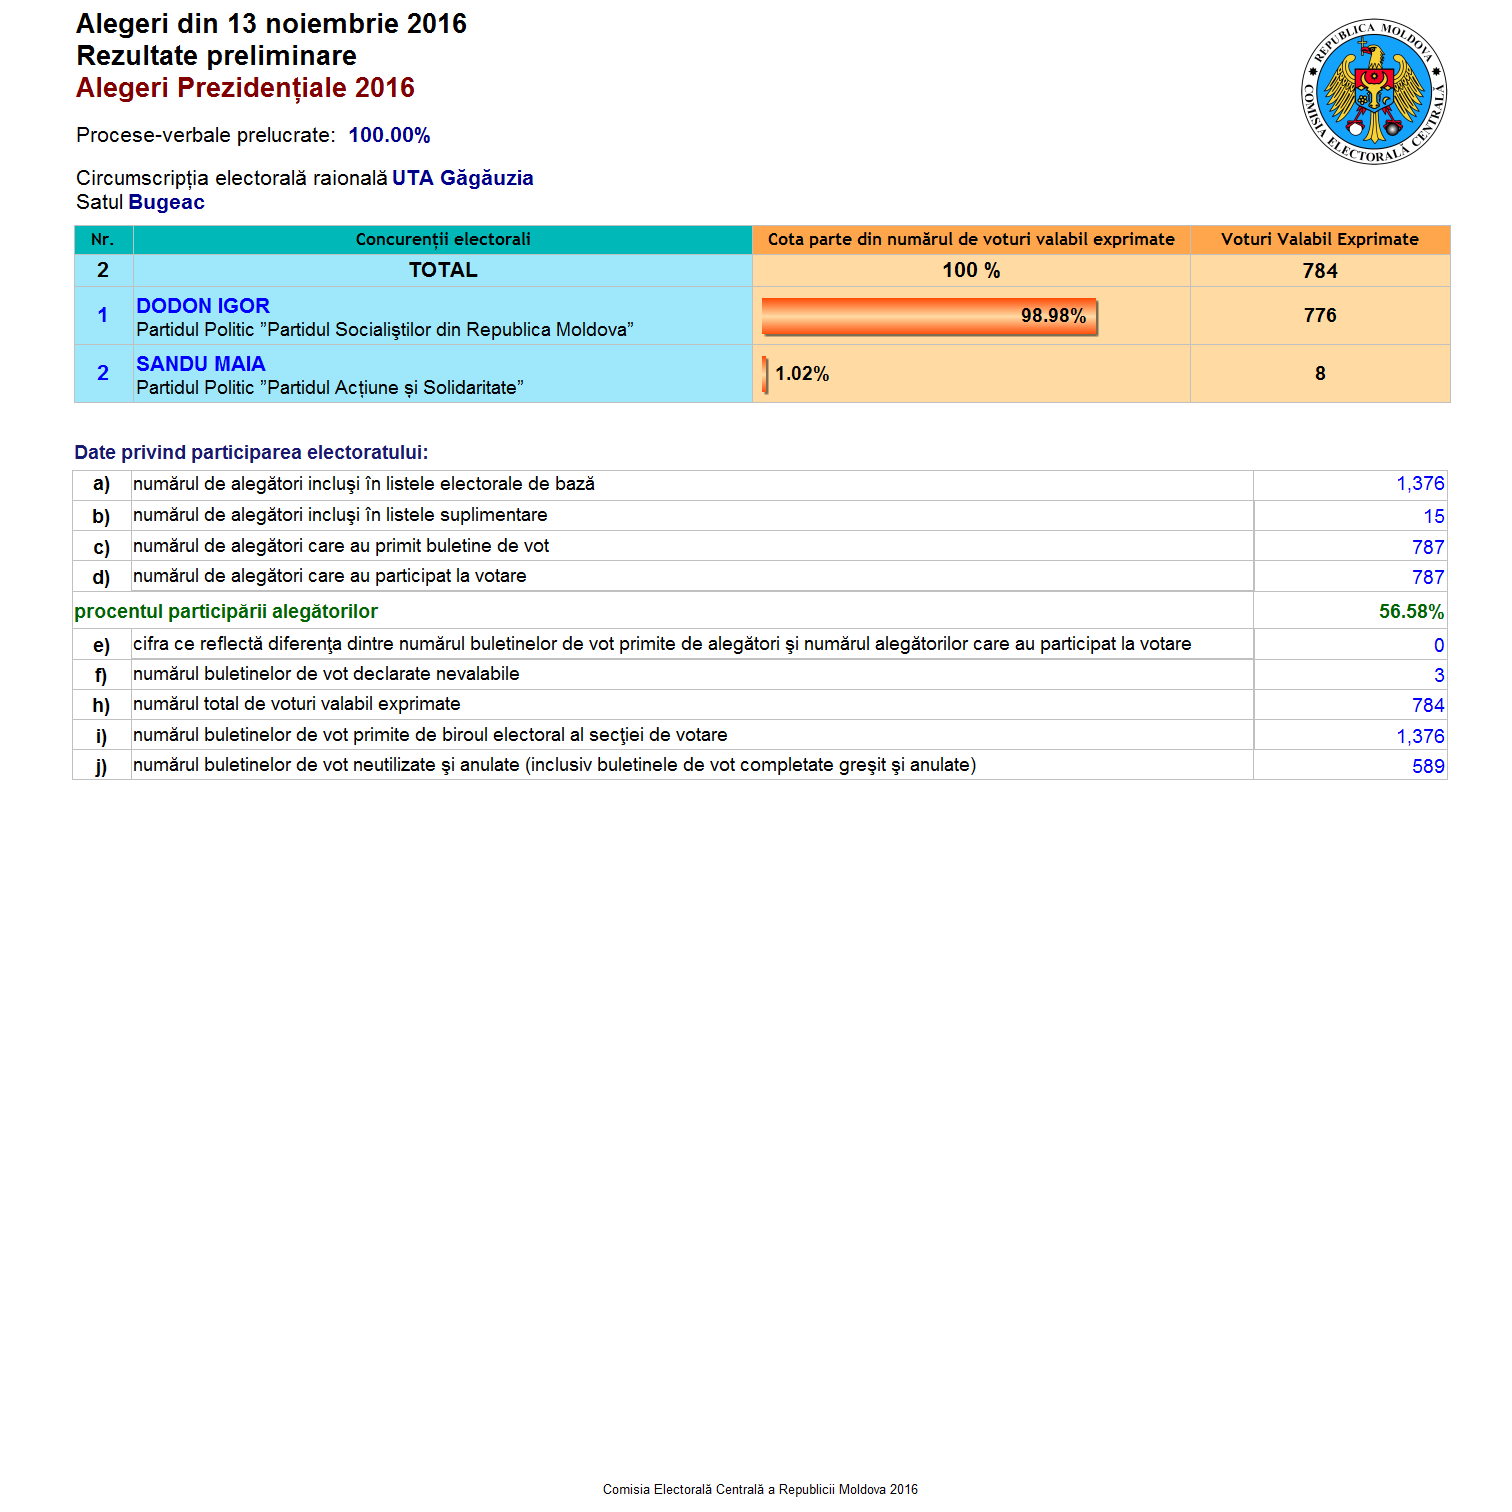 Alegeri din 13 noiembrie 2016
Rezultate preliminare
Alegeri Prezidențiale 2016
REPUBLICA MOLDOVA
COMISIA ELECTORALĂ CENTRALĂ
Procese-verbale prelucrate: 100.00%
Circumscripția electorală raională UTA Găgăuzia
Satul Bugeac
Nr. Concurenții electorali Cota parte din numărul de voturi valabil exprimate Voturi Valabil Exprimate
2 TOTAL 100 % 784
1 DODON IGOR 98.98% 776
Partidul Politic ”Partidul Socialiştilor din Republica Moldova”
2 SANDU MAIA 1.02% 8
Partidul Politic ”Partidul Acțiune și Solidaritate”
Date privind participarea electoratului:
a) numărul de alegători incluşi în listele electorale de bază 1,376
b) numărul de alegători incluşi în listele suplimentare 15
c) numărul de alegători care au primit buletine de vot 787
d) numărul de alegători care au participat la votare 787
procentul participării alegătorilor 56.58%
e) cifra ce reflectă diferenţa dintre numărul buletinelor de vot primite de alegători şi numărul alegătorilor care au participat la votare 0
f) numărul buletinelor de vot declarate nevalabile 3
h) numărul total de voturi valabil exprimate 784
i) numărul buletinelor de vot primite de biroul electoral al secţiei de votare 1,376
j) numărul buletinelor de vot neutilizate şi anulate (inclusiv buletinele de vot completate greşit şi anulate) 589
Comisia Electorală Centrală a Republicii Moldova 2016